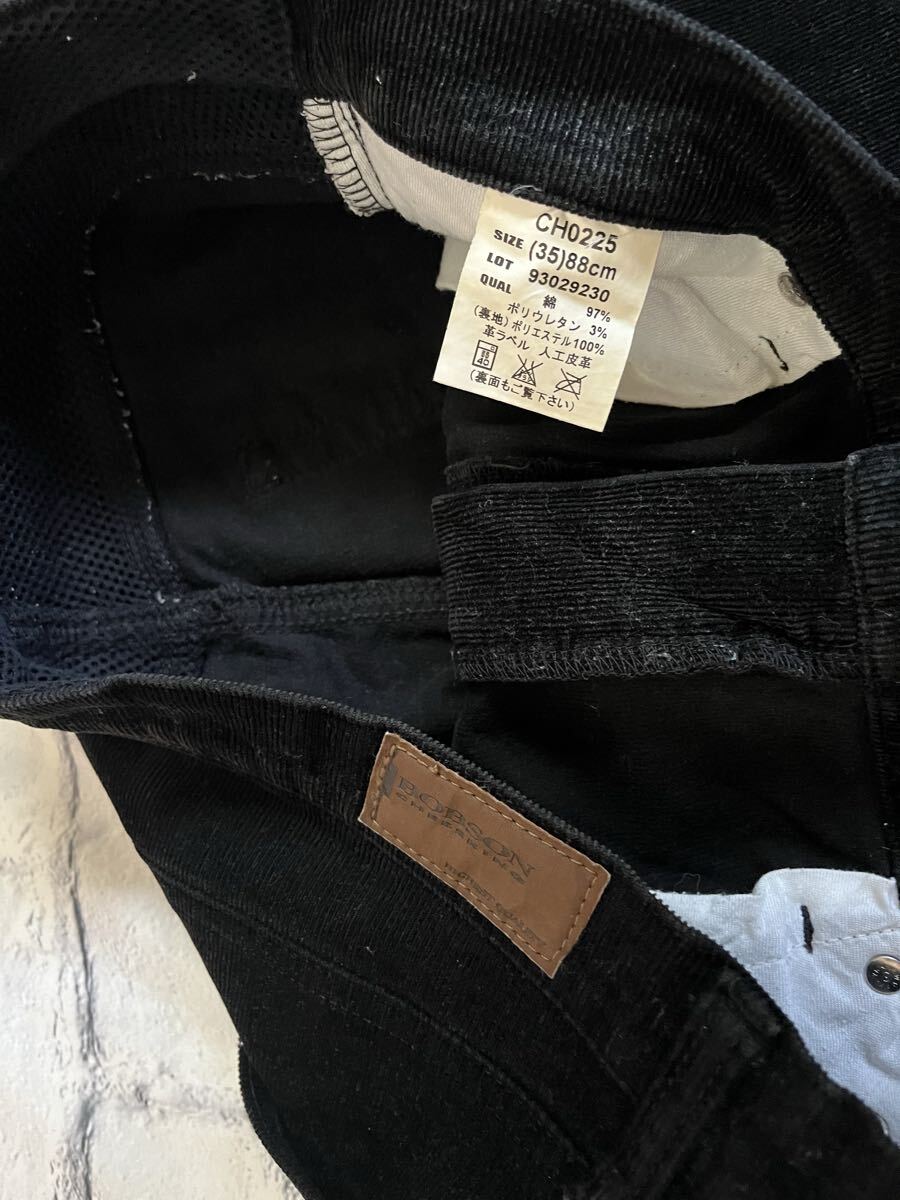 CH0225
SIZE (35)88cm
LOT 93029230
QUAL 綿 97%
ポリウレタン 3%
(裏地)ポリエステル100%
革ラベル 人工皮革
40
(裏面もご覧下さい)
BOBSON